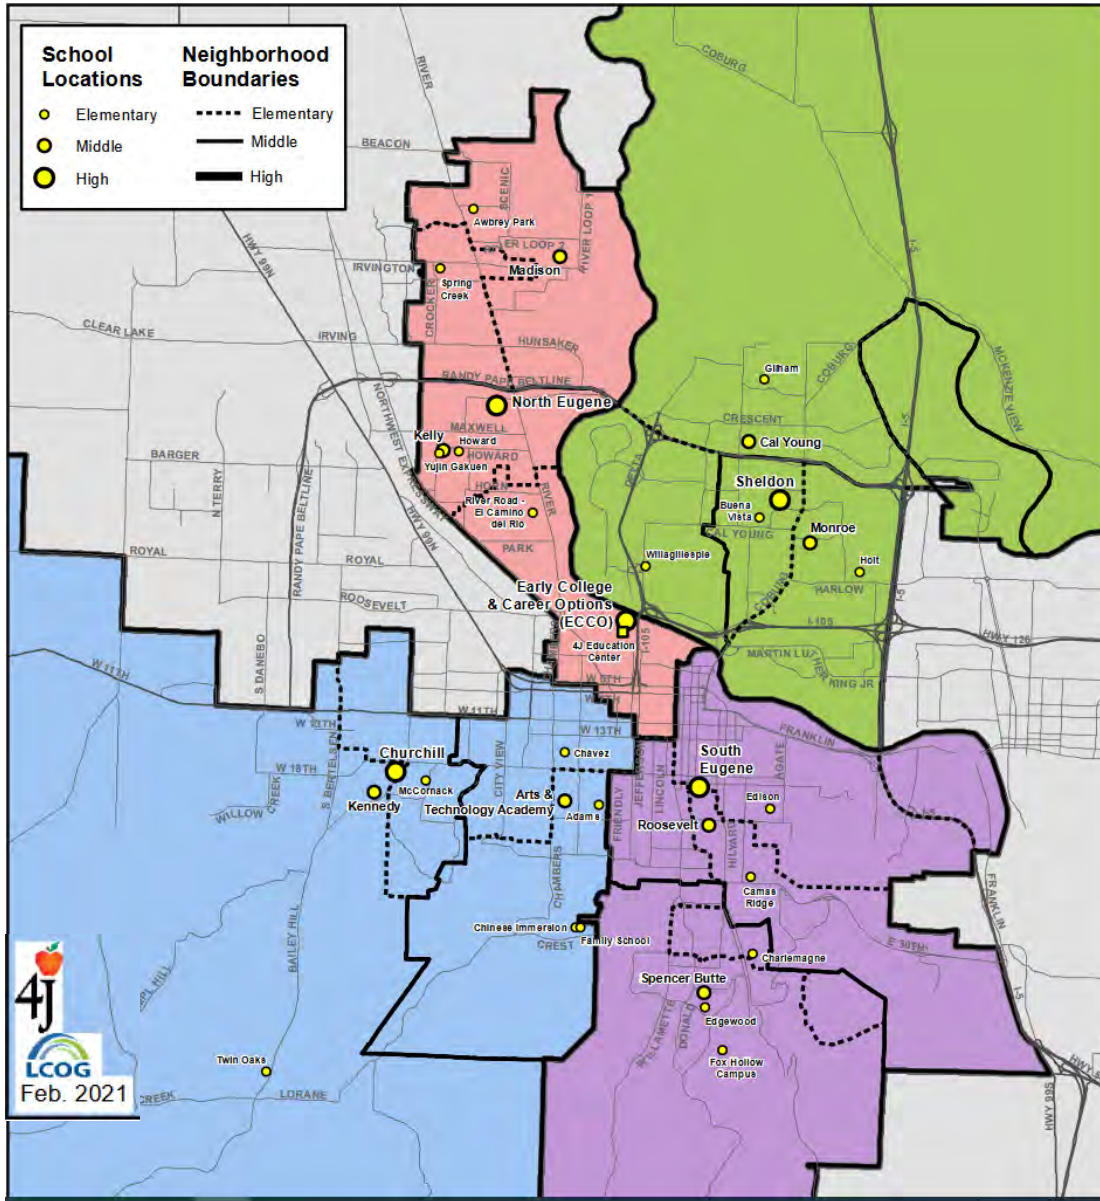 School
Locations
Elementary
Middle
High
Neighborhood
Boundaries
Elementary
Middle
High
RIVER
COBURG
BEACON
SCENIC
RIVER LOOP 1
Awbrey Park
ER LOOP 2
Madison
HWY 99N
IRVINGTON
Spring
Creek
CROCKER
I-5
CLEAR LAKE
IRVING
HUNSAKER
COBURG
MCKENZIE VIEW
Gilham
RANDY PAPE BELTLINE
NORTHWEST EXPRESSWAY
North Eugene
CRESCENT
I-5
MAXWELL
Kelly
Howard
HOWARD
Cal Young
BARGER
Yujin Gakuen
DELTA
N TERRY
HORN
RIVER
Sheldon
RANDY PAPE BELTLINE
River Road -
El Camino
del Rio
Buena
Vista
HWY 99N
CAL YOUNG
Monroe
PARK
ROYAL
ROYAL
Willagillespie
Holt
Early College
& Career Options
(ECCO)
COBURG
HARLOW
I-5
ROOSEVELT
I-105
HWY 126
4J Education
Center
I-105
MARTIN LUTHER
KING JR
S DANEBO
W 11TH
W 11TH
W 13TH
W 13TH
FRANKLIN
Churchill
CITY VIEW
Chavez
South
Eugene
AGATE
W 18TH
S BERTELSEN
McCornack
Kennedy
Arts &
Technology Academy
Adams
JEFFERSON
LINCOLN
FRIENDLY
Edison
I-5
WILLOW
CREEK
Roosevelt
HILYARD
CHAMBERS
Camas
Ridge
FRANKLIN
BAILEY HILL
Chinese Immersion
Family School
CREST
E 30TH
Charlemagne
4J
Spencer Butte
I-5
DONALD
WILLAMETTE
Edgewood
LCOG
Twin Oaks
Fox Hollow
Campus
Feb. 2021
CREEK
LORANE
HWY 99S